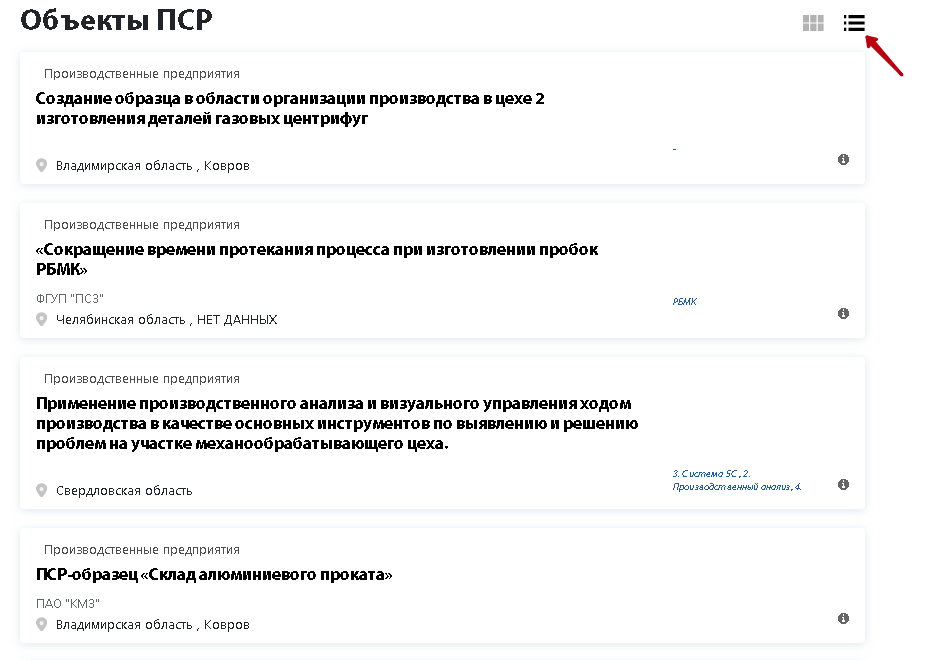 Объекты ПСР
Производственные предприятия
Создание образца в области организации производства в цехе 2
изготовления деталей газовых центрифуг
-
Владимирская область , Ковров
Производственные предприятия
«Сокращение времени протекания процесса при изготовлении пробок
РБМК»
ФГУП "ПСЗ"
РБМК
Челябинская область , НЕТ ДАННЫХ
Производственные предприятия
Применение производственного анализа и визуального управления ходом
производства в качестве основных инструментов по выявлению и решению
проблем на участке механообрабатывающего цеха.
3. Система 5С , 2.
Производственный анализ , 4.
Свердловская область
Производственные предприятия
ПСР-образец «Склад алюминиевого проката»
ПАО "КМЗ"
Владимирская область , Ковров